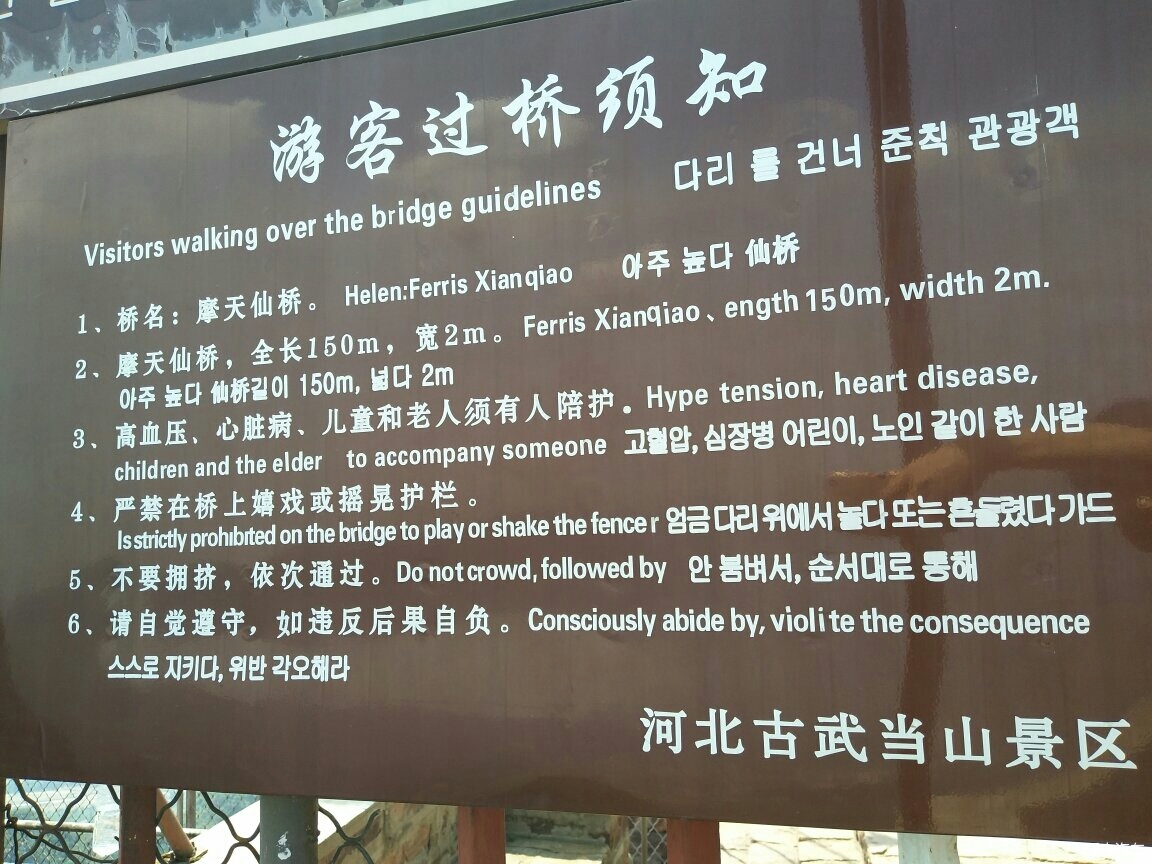 游客过桥须知
Visitors walking over the bridge guidelines 다리 를 건너 준칙 관광객
1、桥名：摩天仙桥。 Helen:Ferris Xianqiao 아주 높다 仙桥
2、摩天仙桥，全长150m，宽2m。Ferris Xianqiao、ength 150m, width 2m.
아주 높다 仙桥길이 150m, 넓다 2m
3、高血压、心脏病、儿童和老人须有人陪护。Hype tension, heart disease,
children and the elder to accompany someone 고혈압, 심장병 어린이, 노인 같이 한 사람
4、严禁在桥上嬉戏或摇晃护栏。
Is strictly prohibited on the bridge to play or shake the fence r 엄금 다리 위에서 놀다 또는 흔들렸다 가드
5、不要拥挤，依次通过。Do not crowd, followed by 안 붐벼서, 순서대로 통해
6、请自觉遵守，如违反后果自负。Consciously abide by, violite the consequence
스스로 지키다, 위반 각오해라
河北古武当山景区